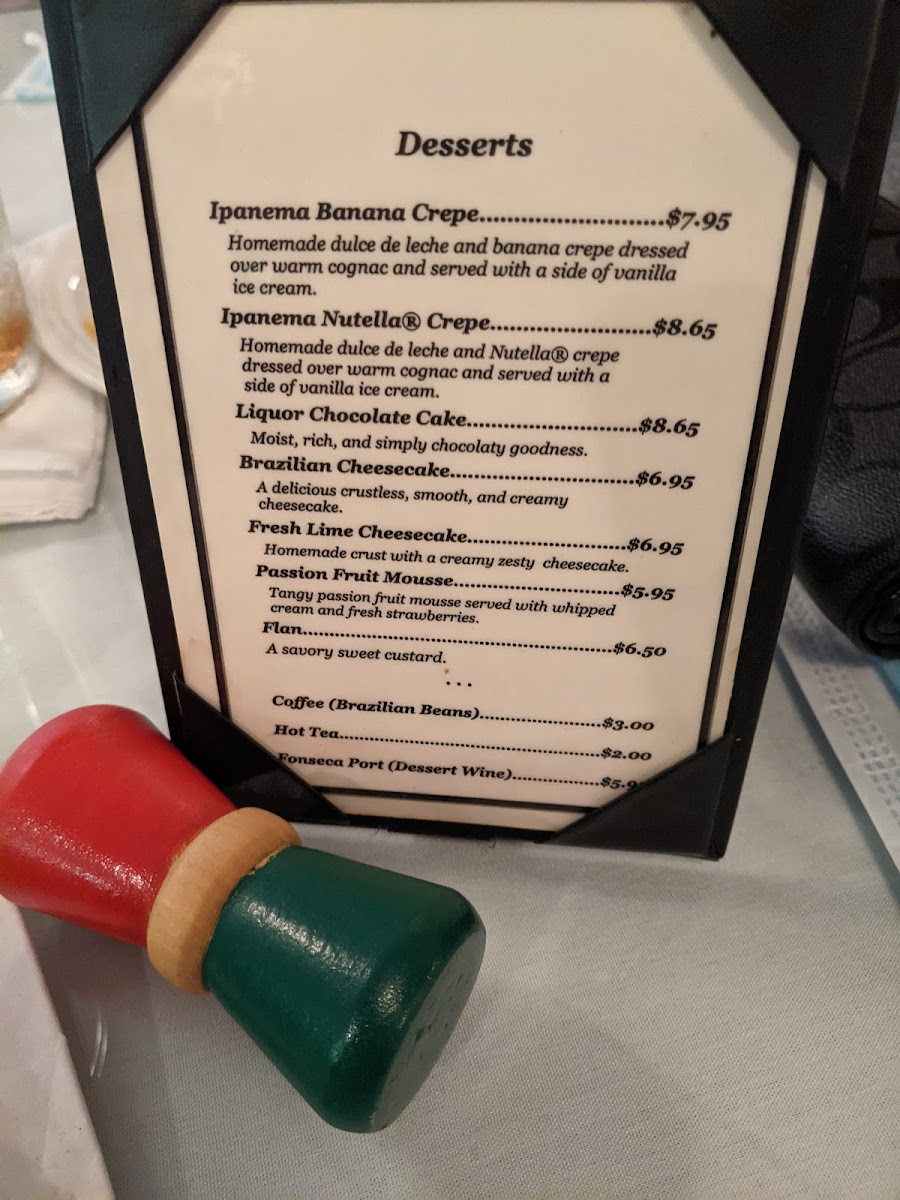 Desserts
Ipanema Banana Crepe..........................$7.95
Homemade dulce de leche and banana crepe dressed
over warm cognac and served with a side of vanilla
ice cream.
Ipanema Nutella® Crepe.......................$8.65
Homemade dulce de leche and Nutella® crepe
dressed over warm cognac and served with a
side of vanilla ice cream.
Liquor Chocolate Cake.........................$8.65
Moist, rich, and simply chocolaty goodness.
Brazilian Cheesecake...........................$6.95
A delicious crustless, smooth, and creamy
cheesecake.
Fresh Lime Cheesecake........................$6.95
Homemade crust with a creamy zesty cheesecake.
Passion Fruit Mousse.........................$5.95
Tangy passion fruit mousse served with whipped
cream and fresh strawberries.
Flan................................................$6.50
A savory sweet custard.
...
Coffee (Brazilian Beans)....................$3.00
Hot Tea...........................................$2.00
Fonseca Port (Dessert Wine)...............$5.9